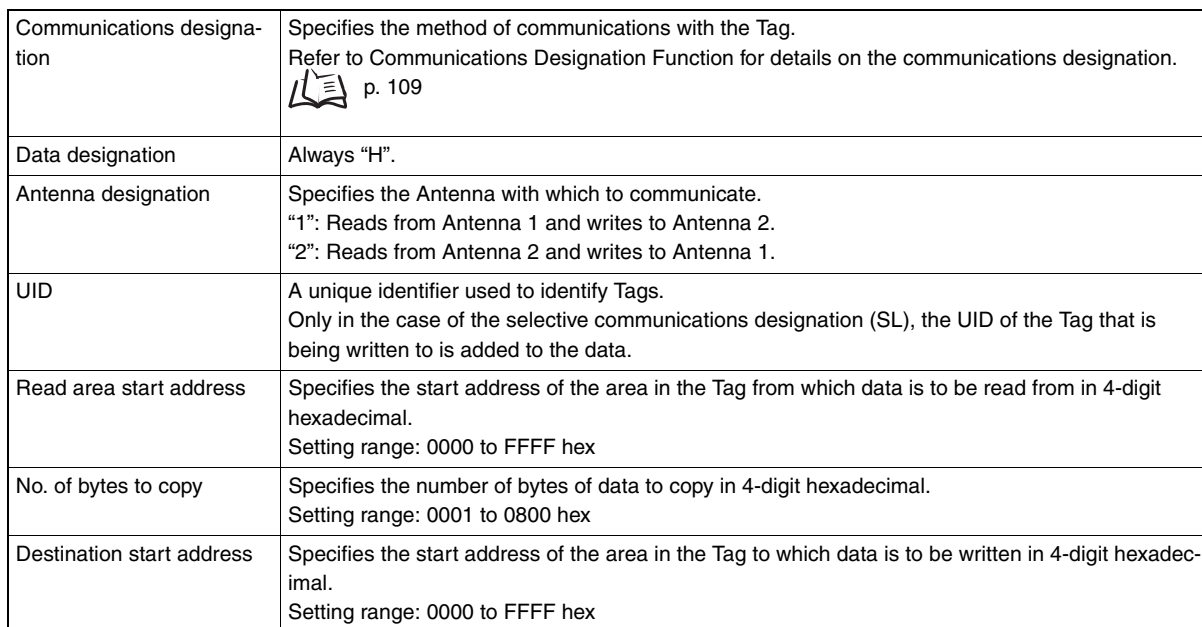 Communications designa-
tion
Specifies the method of communications with the Tag.
Refer to Communications Designation Function for details on the communications designation.
p. 109
Data designation
Always “H”.
Antenna designation
Specifies the Antenna with which to communicate.
“1”: Reads from Antenna 1 and writes to Antenna 2.
“2”: Reads from Antenna 2 and writes to Antenna 1.
UID
A unique identifier used to identify Tags.
Only in the case of the selective communications designation (SL), the UID of the Tag that is
being written to is added to the data.
Read area start address
Specifies the start address of the area in the Tag from which data is to be read from in 4-digit
hexadecimal.
Setting range: 0000 to FFFF hex
No. of bytes to copy
Specifies the number of bytes of data to copy in 4-digit hexadecimal.
Setting range: 0001 to 0800 hex
Destination start address
Specifies the start address of the area in the Tag to which data is to be written in 4-digit hexadec-
imal.
Setting range: 0000 to FFFF hex